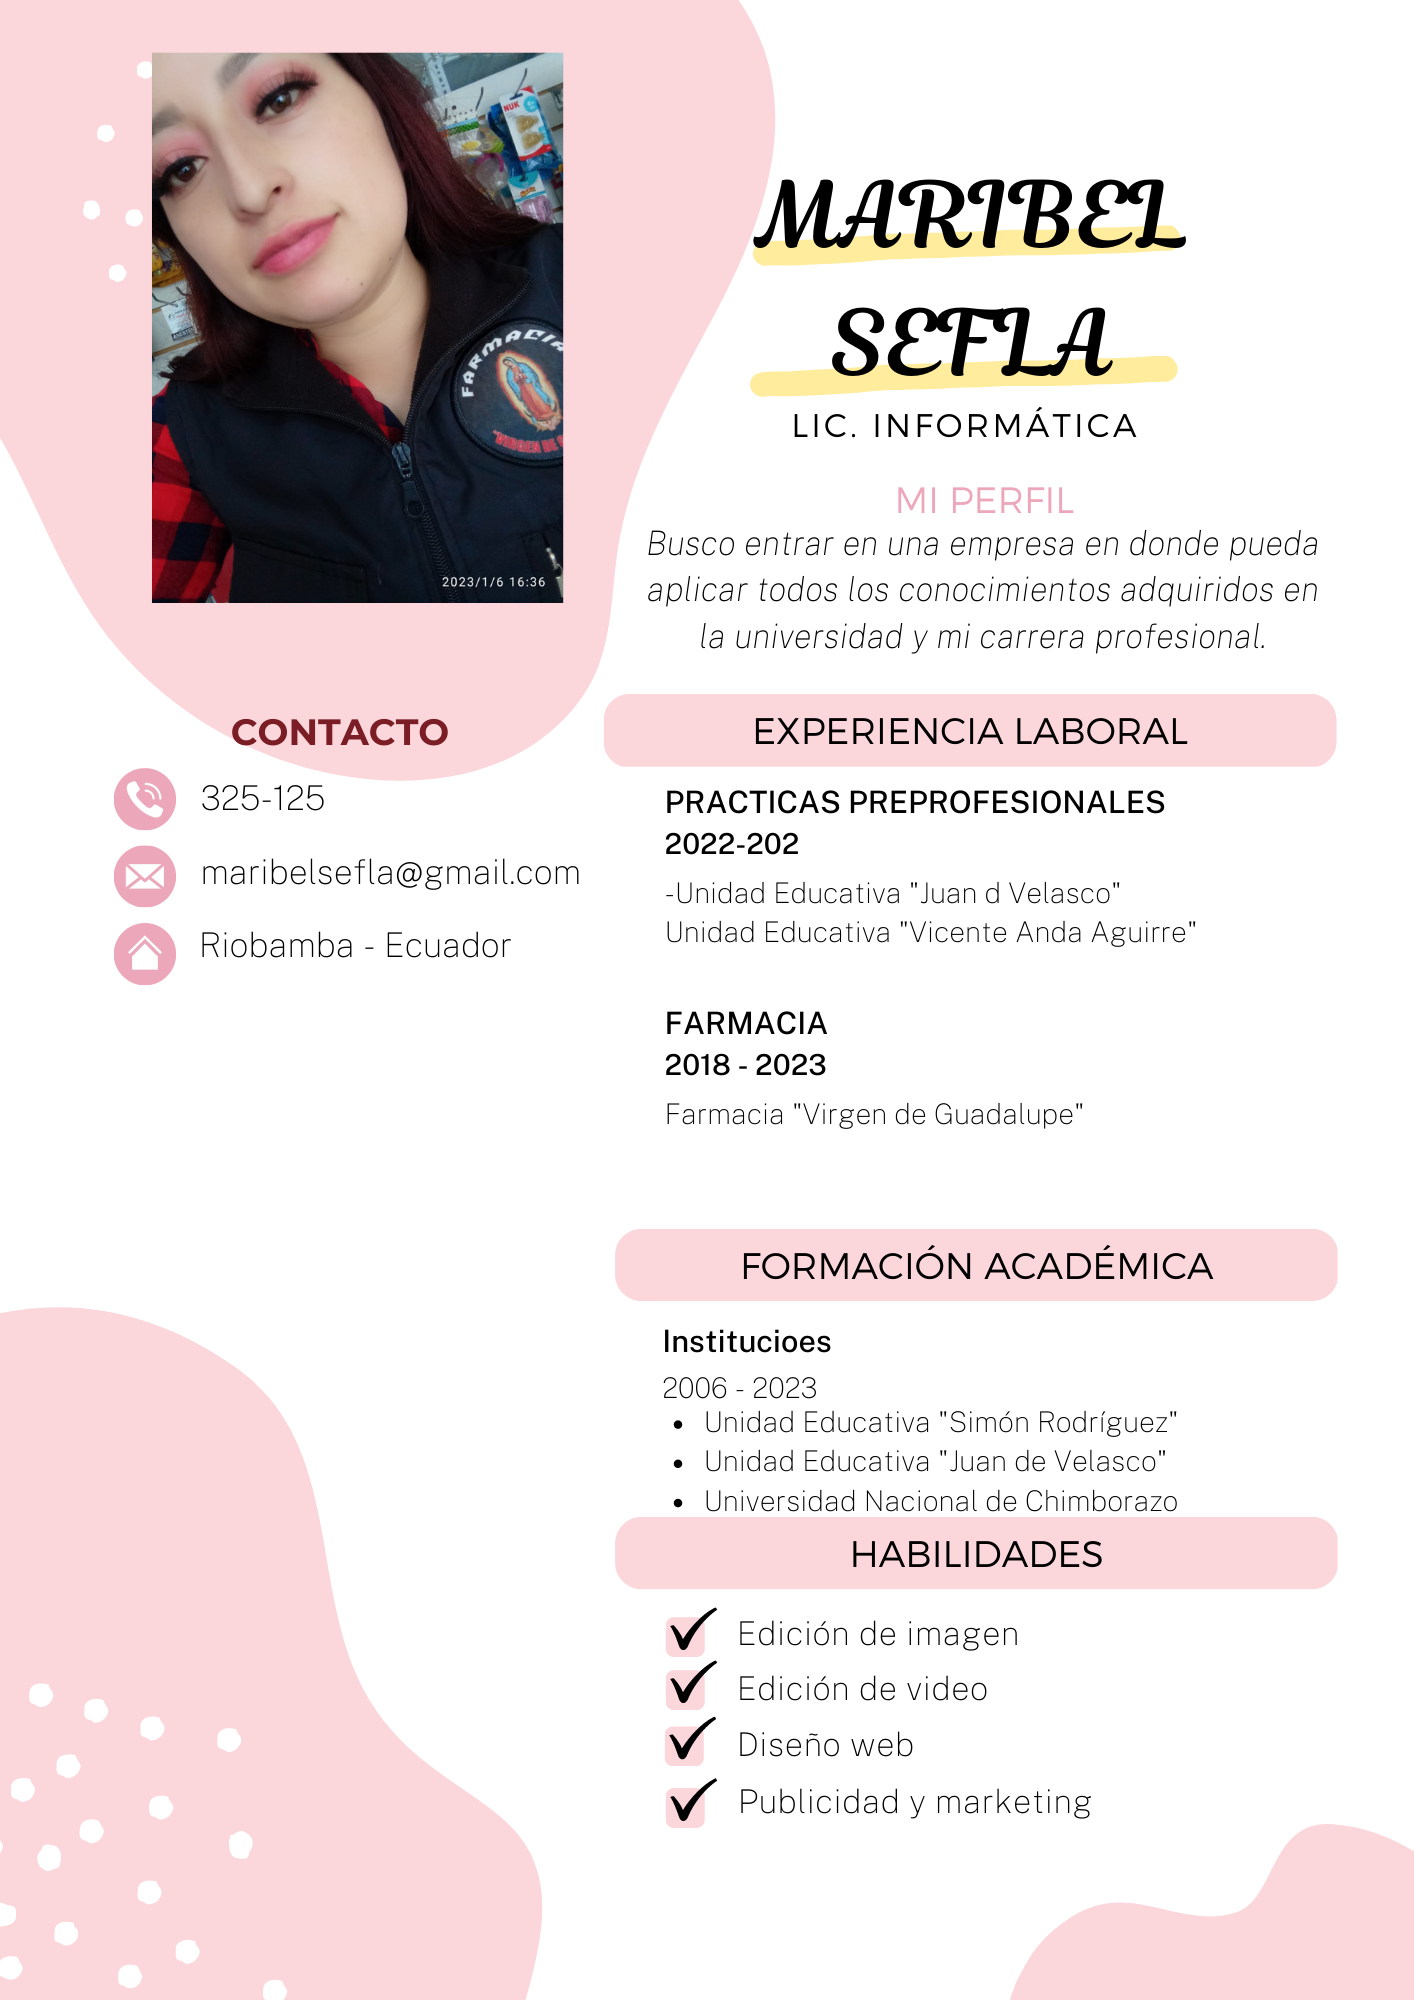 NUK
FARMACIA
"VIRGEN DE
2023/1/6 16:36
MARIBEL
SEFLA
LIC. INFORMÁTICA
MI PERFIL
Busco entrar en una empresa en donde pueda
aplicar todos los conocimientos adquiridos en
la universidad y mi carrera profesional.
CONTACTO
325-125
maribelsefla@gmail.com
Riobamba - Ecuador
EXPERIENCIA LABORAL
PRACTICAS PREPROFESIONALES
2022-202
-Unidad Educativa "Juan d Velasco"
Unidad Educativa "Vicente Anda Aguirre"
FARMACIA
2018 - 2023
Farmacia "Virgen de Guadalupe"
FORMACIÓN ACADÉMICA
Institucioes
2006 - 2023
• Unidad Educativa "Simón Rodríguez"
• Unidad Educativa "Juan de Velasco"
• Universidad Nacional de Chimborazo
HABILIDADES
Edición de imagen
Edición de video
Diseño web
Publicidad y marketing